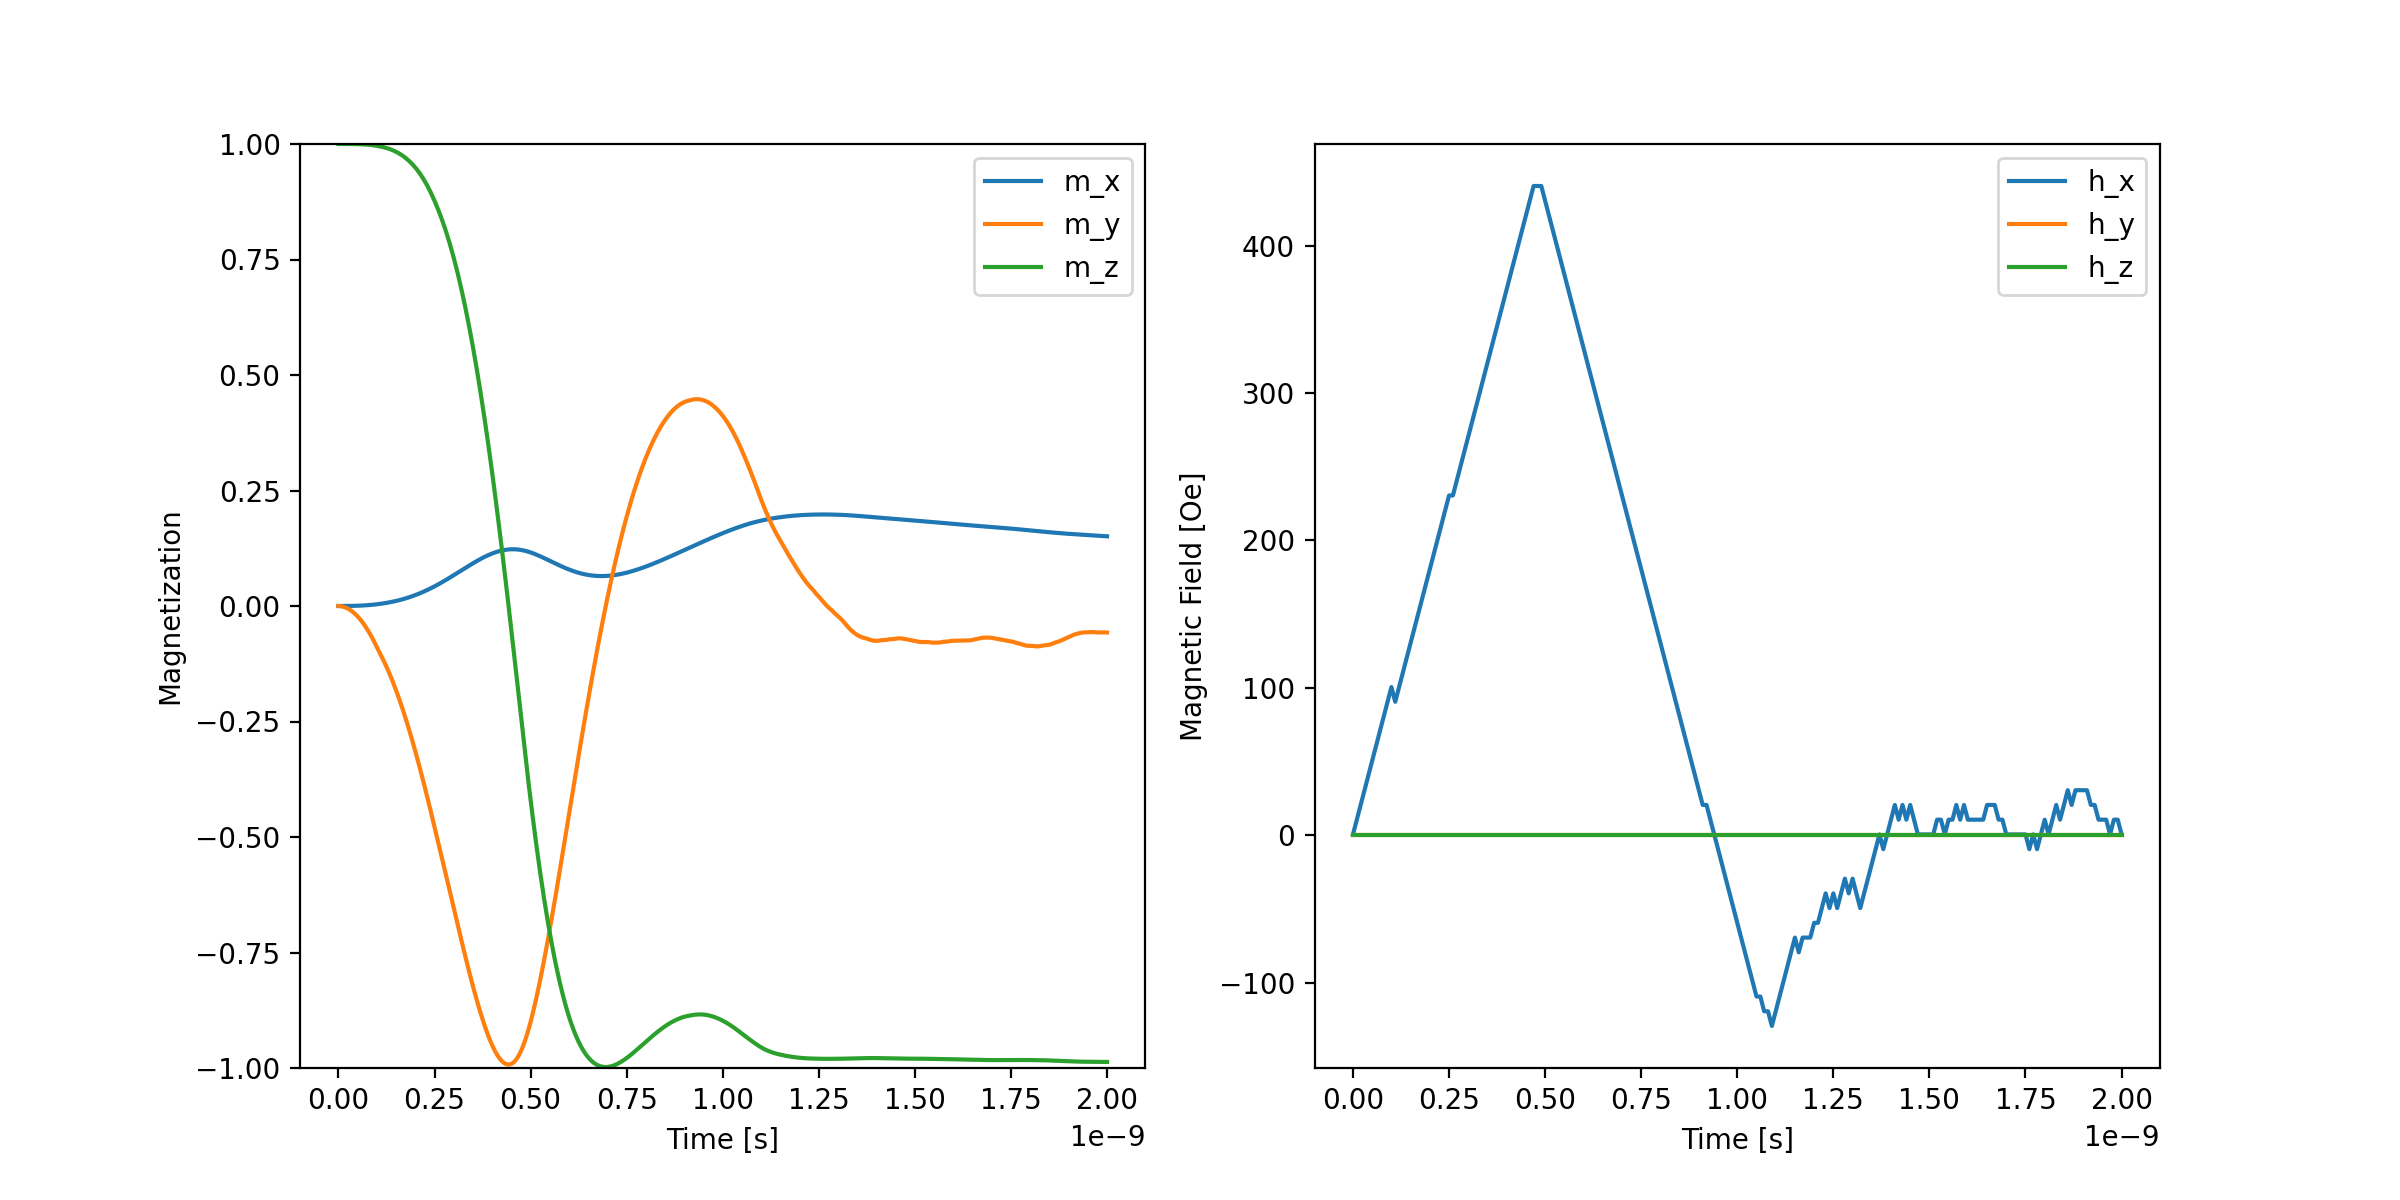 Magnetization
1.00
0.75
0.50
0.25
0.00
−0.25
−0.50
−0.75
−1.00
m_x
m_y
m_z
0.00 0.25 0.50 0.75 1.00 1.25 1.50 1.75 2.00
Time [s]
1e−9
Magnetic Field [Oe]
400
300
200
100
0
−100
h_x
h_y
h_z
0.00 0.25 0.50 0.75 1.00 1.25 1.50 1.75 2.00
Time [s]
1e−9